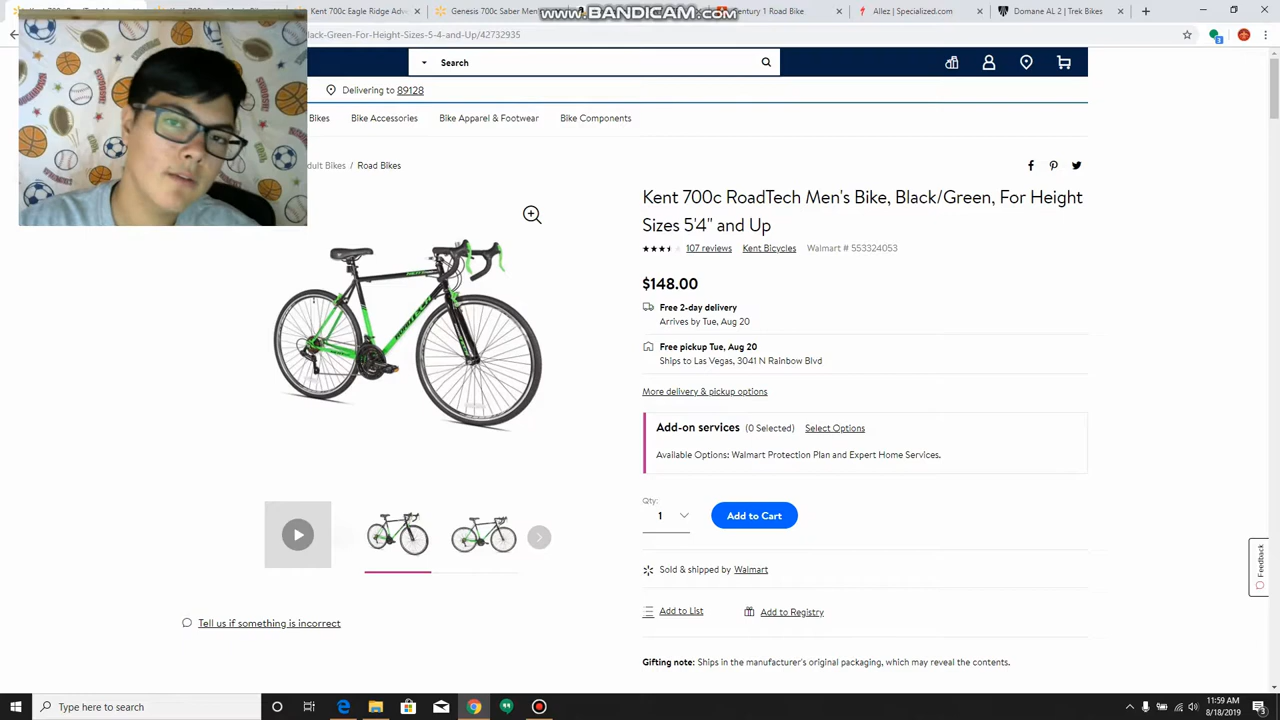 www.BANDICAM.com
Kent 700c Eagle Ridge Adv
Genesis 700c Saler Men
entury 1 Road Bike
Allez | Specialized.com
Domane AL 2 | Trek Bikes
lack-Green-For-Height-Sizes-5-4-and-Up/42732935
Search
Delivering to 89128
Bikes
Bike Accessories
Bike Apparel & Footwear
Bike Components
dult Bikes / Road Bikes
Kent 700c RoadTech Men's Bike, Black/Green, For Height
Sizes 5'4" and Up
107 reviews
Kent Bicycles
Walmart # 553324053
$148.00
Free 2-day delivery
Arrives by Tue, Aug 20
Free pickup Tue, Aug 20
Ships to Las Vegas, 3041 N Rainbow Blvd
More delivery & pickup options
Add-on services (0 Selected) Select Options
Available Options: Walmart Protection Plan and Expert Home Services.
Qty:
1
Add to Cart
Sold & shipped by Walmart
Add to List
Add to Registry
Tell us if something is incorrect
Gifting note: Ships in the manufacturer's original packaging, which may reveal the contents.
Feedback
Type here to search
11:59 AM
8/18/2019